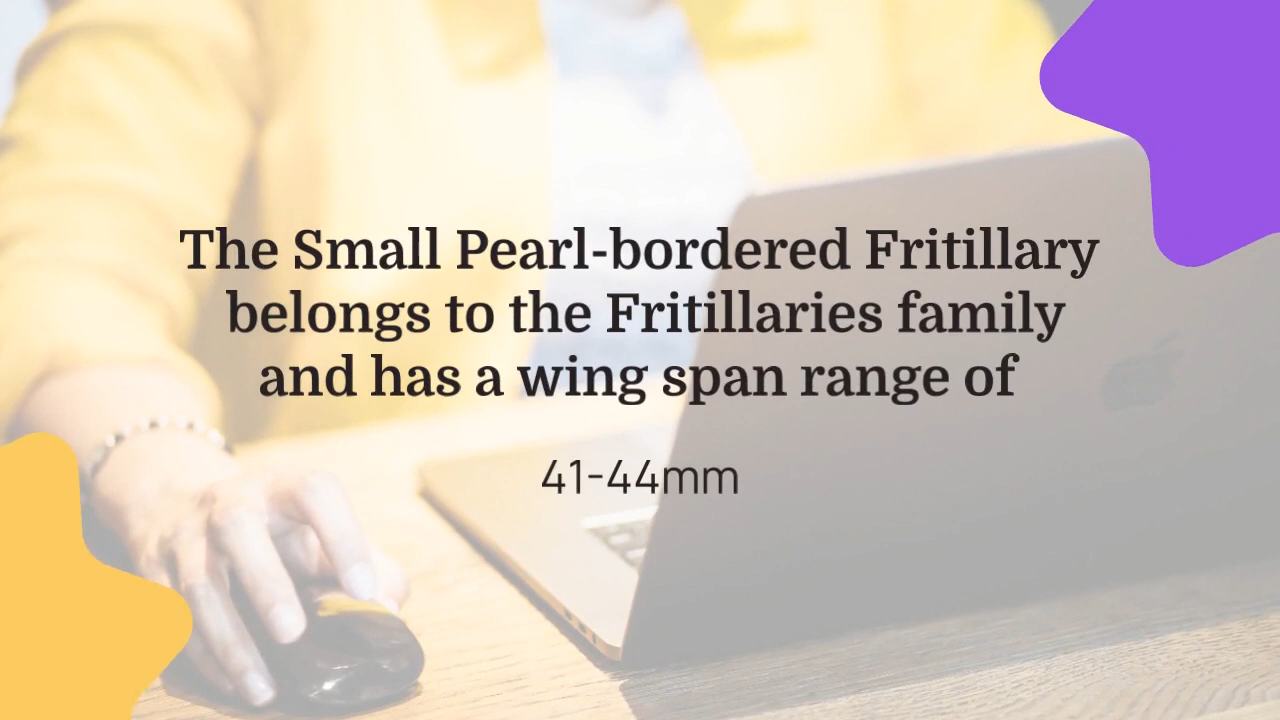 The Small Pearl-bordered Fritillary
belongs to the Fritillaries family
and has a wing span range of
41-44mm